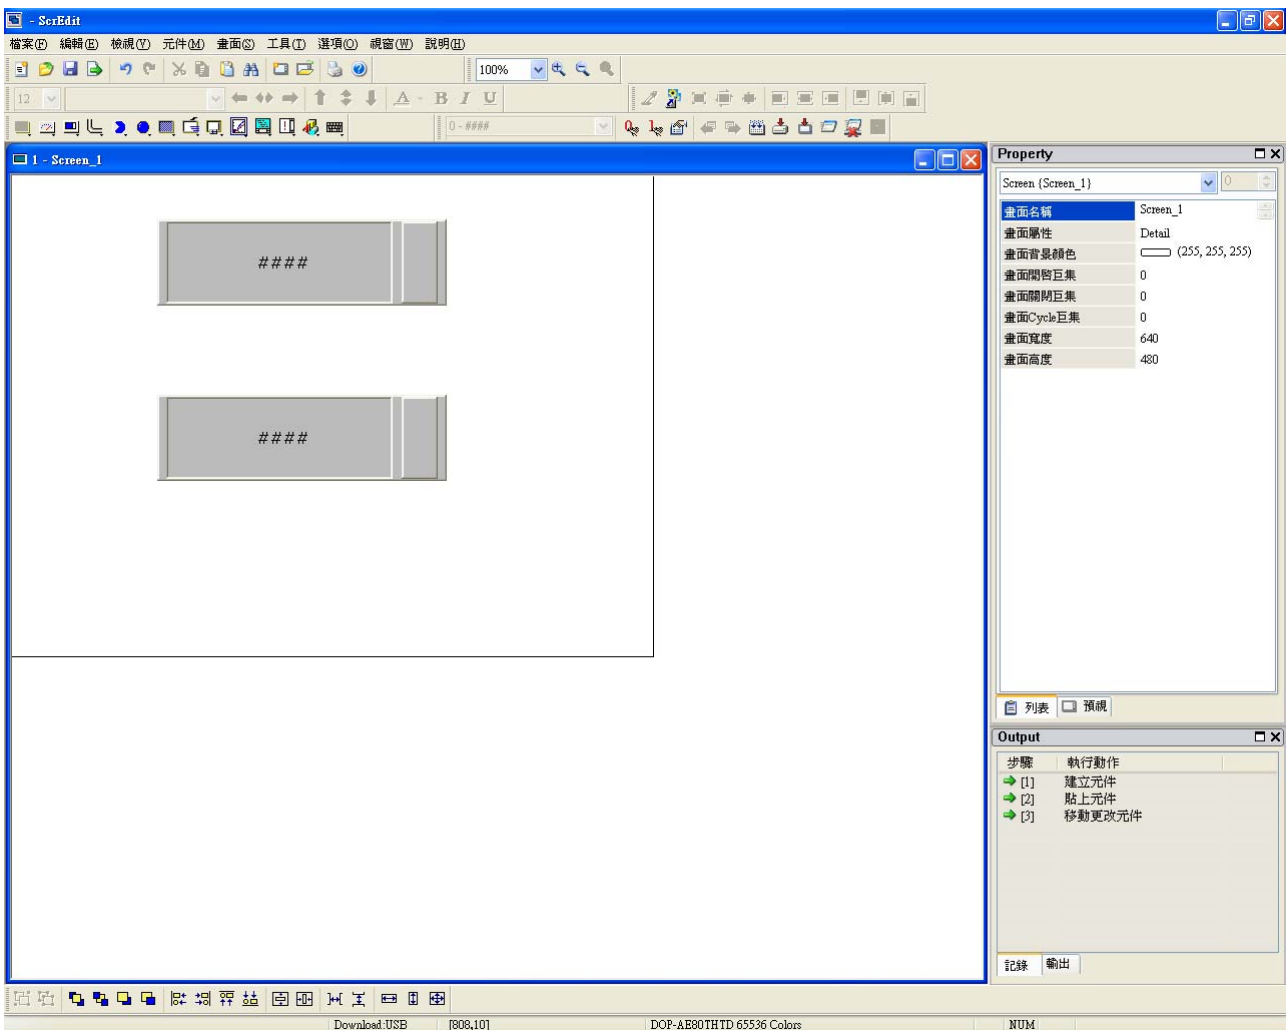 - ScrEdit
檔案(F) 編輯(E) 檢視(V) 元件(M) 畫面(S) 工具(T) 選項(O) 視窗(W) 說明(H)
100%
12 A B I U
0 - ####
1 - Screen_1
####
####
Property
Screen {Screen_1} 0
畫面名稱 Screen_1
畫面屬性 Detail
畫面背景顏色 (255, 255, 255)
畫面開啓巨集 0
畫面關閉巨集 0
畫面Cycle巨集 0
畫面寬度 640
畫面高度 480
列表 預視
Output
步驟 執行動作
[1] 建立元件
[2] 貼上元件
[3] 移動更改元件
記錄 輸出
Download:USB [808,10] DOP-AE80THTD 65536 Colors NUM